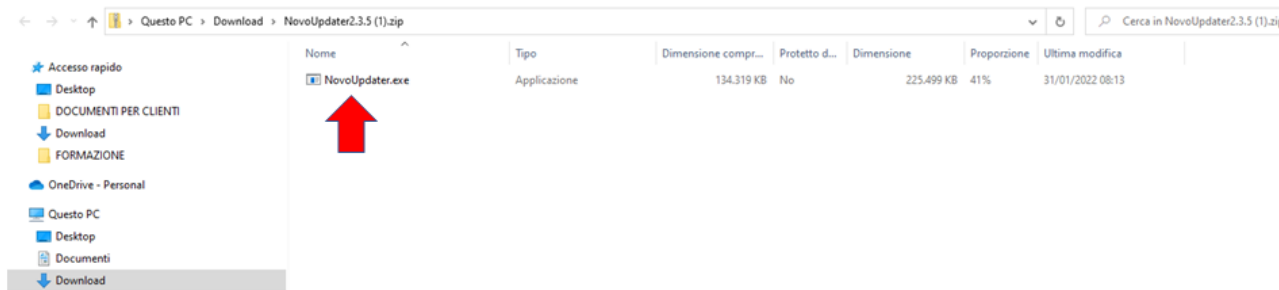 Questo PC > Download > NovoUpdater2.3.5 (1).zip
Cerca in NovoUpdater2.3.5 (1).zip
Accesso rapido
Desktop
DOCUMENTI PER CLIENTI
Download
FORMAZIONE
OneDrive - Personal
Questo PC
Desktop
Documenti
Download
Nome Tipo Dimensione compr... Protetto d... Dimensione Proporzione Ultima modifica
NovoUpdater.exe Applicazione 134.319 KB No 225.499 KB 41% 31/01/2022 08:13